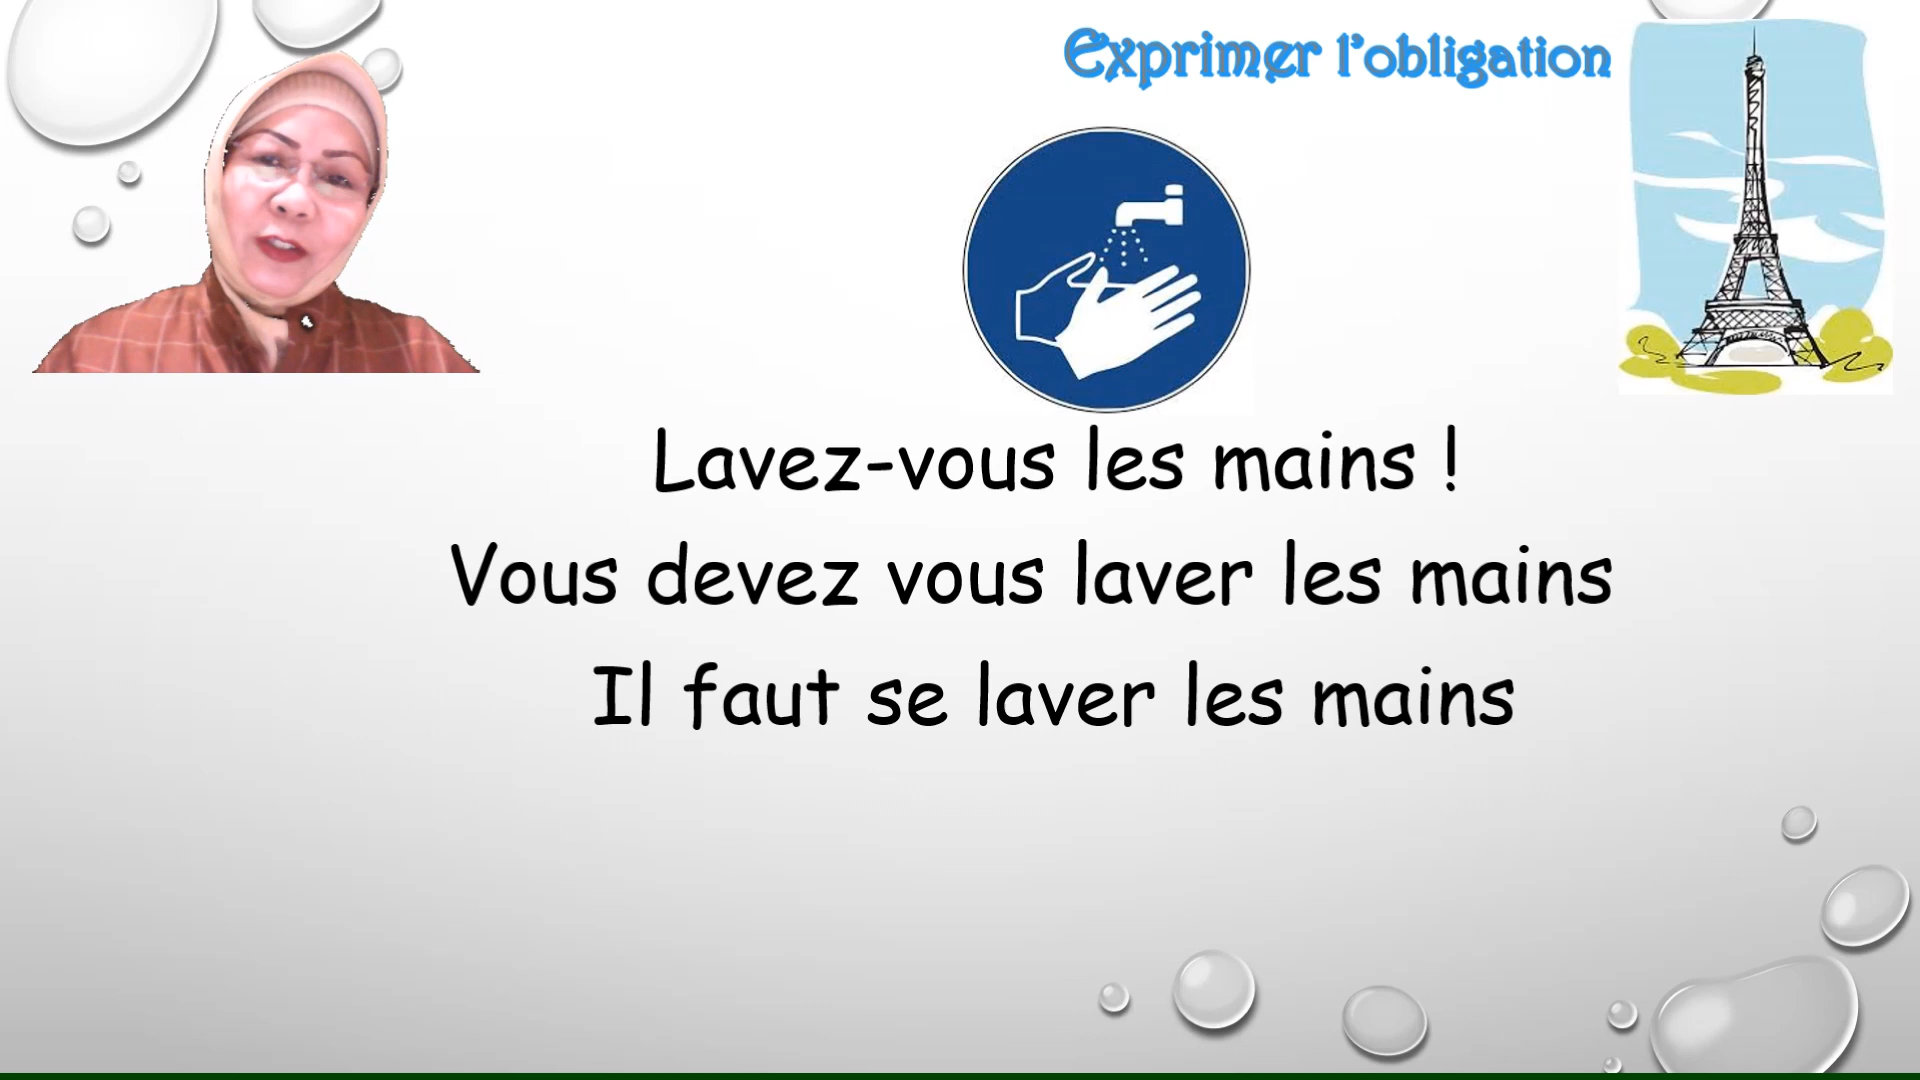 Exprimer l'obligation
Lavez-vous les mains !
Vous devez vous laver les mains
Il faut se laver les mains